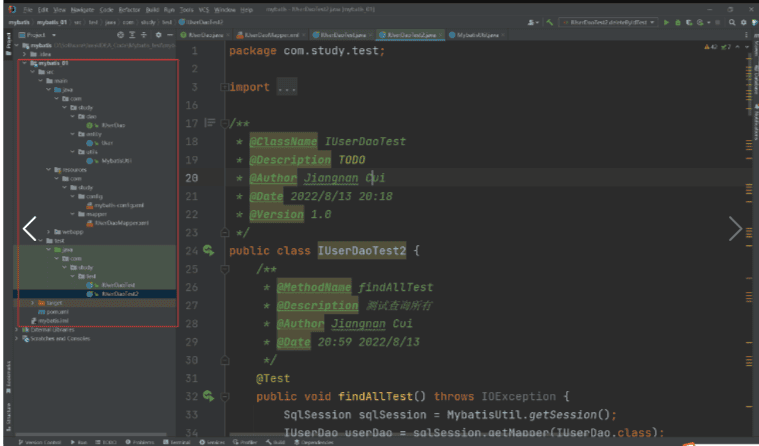 File Edit View Navigate Code Refactor Build Run Tools VCS Window Help
mybatis mybatis_01 src test java com study test IUserDaoTest2
Project
IUserDao.java IUserDaoMapper.xml IUserDaoTest.java IUserDaoTest2.java MybatisUtil.java
mybatis
.idea
mybatis_01
src
main
java
com
study
dao
IUserDao
entity
User
utils
MybatisUtil
resources
com
study
config
mybatis-config.xml
mapper
IUserDaoMapper.xml
webapp
test
java
com
study
test
IUserDaoTest
IUserDaoTest2
target
pom.xml
mybatis.iml
External Libraries
Scratches and Consoles
1 package com.study.test;
2
3 import ...
16
17 /**
18 * @ClassName IUserDaoTest
19 * @Description TODO
20 * @Author Jiangnan Cui
21 * @Date 2022/8/13 20:18
22 * @Version 1.0
23 */
24 public class IUserDaoTest2 {
25 /**
26 * @MethodName findAllTest
27 * @Description 测试查询所有
28 * @Author Jiangnan Cui
29 * @Date 20:59 2022/8/13
30 */
31 @Test
32 public void findAllTest() throws IOException {
33 SqlSession sqlSession = MybatisUtil.getSession();
34 IUserDao userDao = sqlSession.getMapper(IUserDao.class);
Version Control Run TODO Problems Terminal Services Profiler Build Dependencies